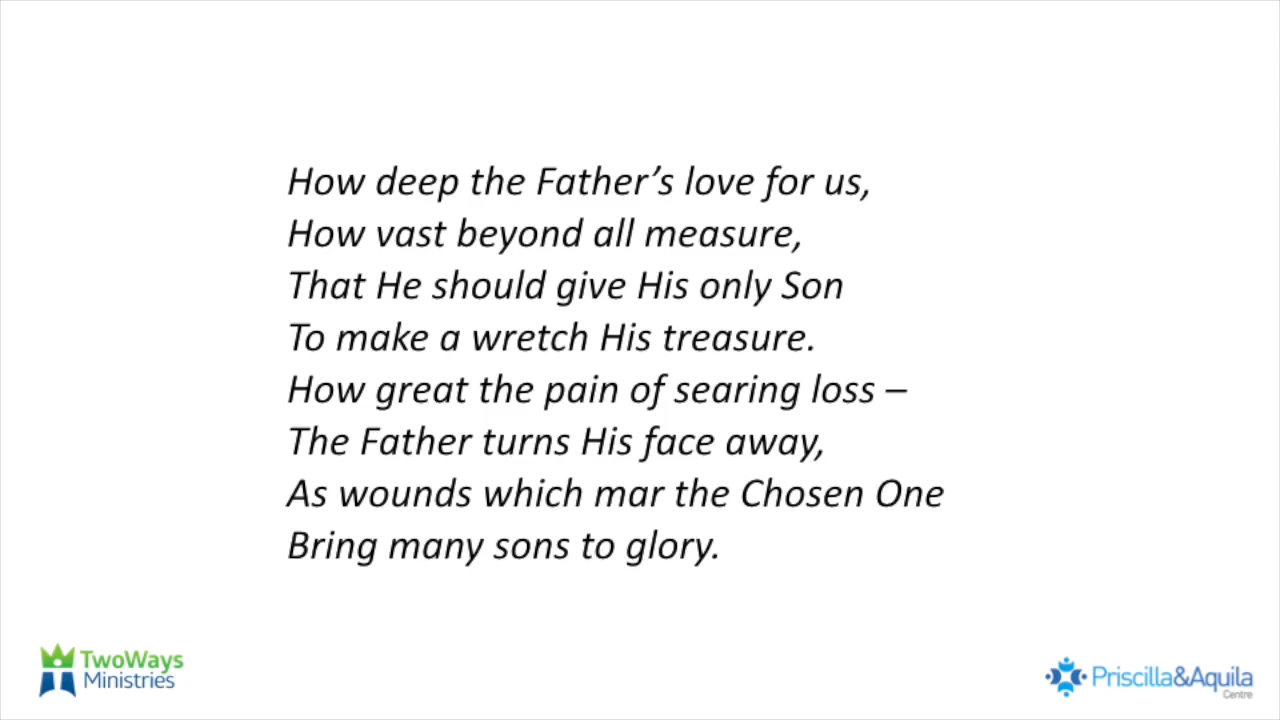 How deep the Father’s love for us,
How vast beyond all measure,
That He should give His only Son
To make a wretch His treasure.
How great the pain of searing loss –
The Father turns His face away,
As wounds which mar the Chosen One
Bring many sons to glory.
TwoWays
Ministries
Priscilla&Aquila
Centre